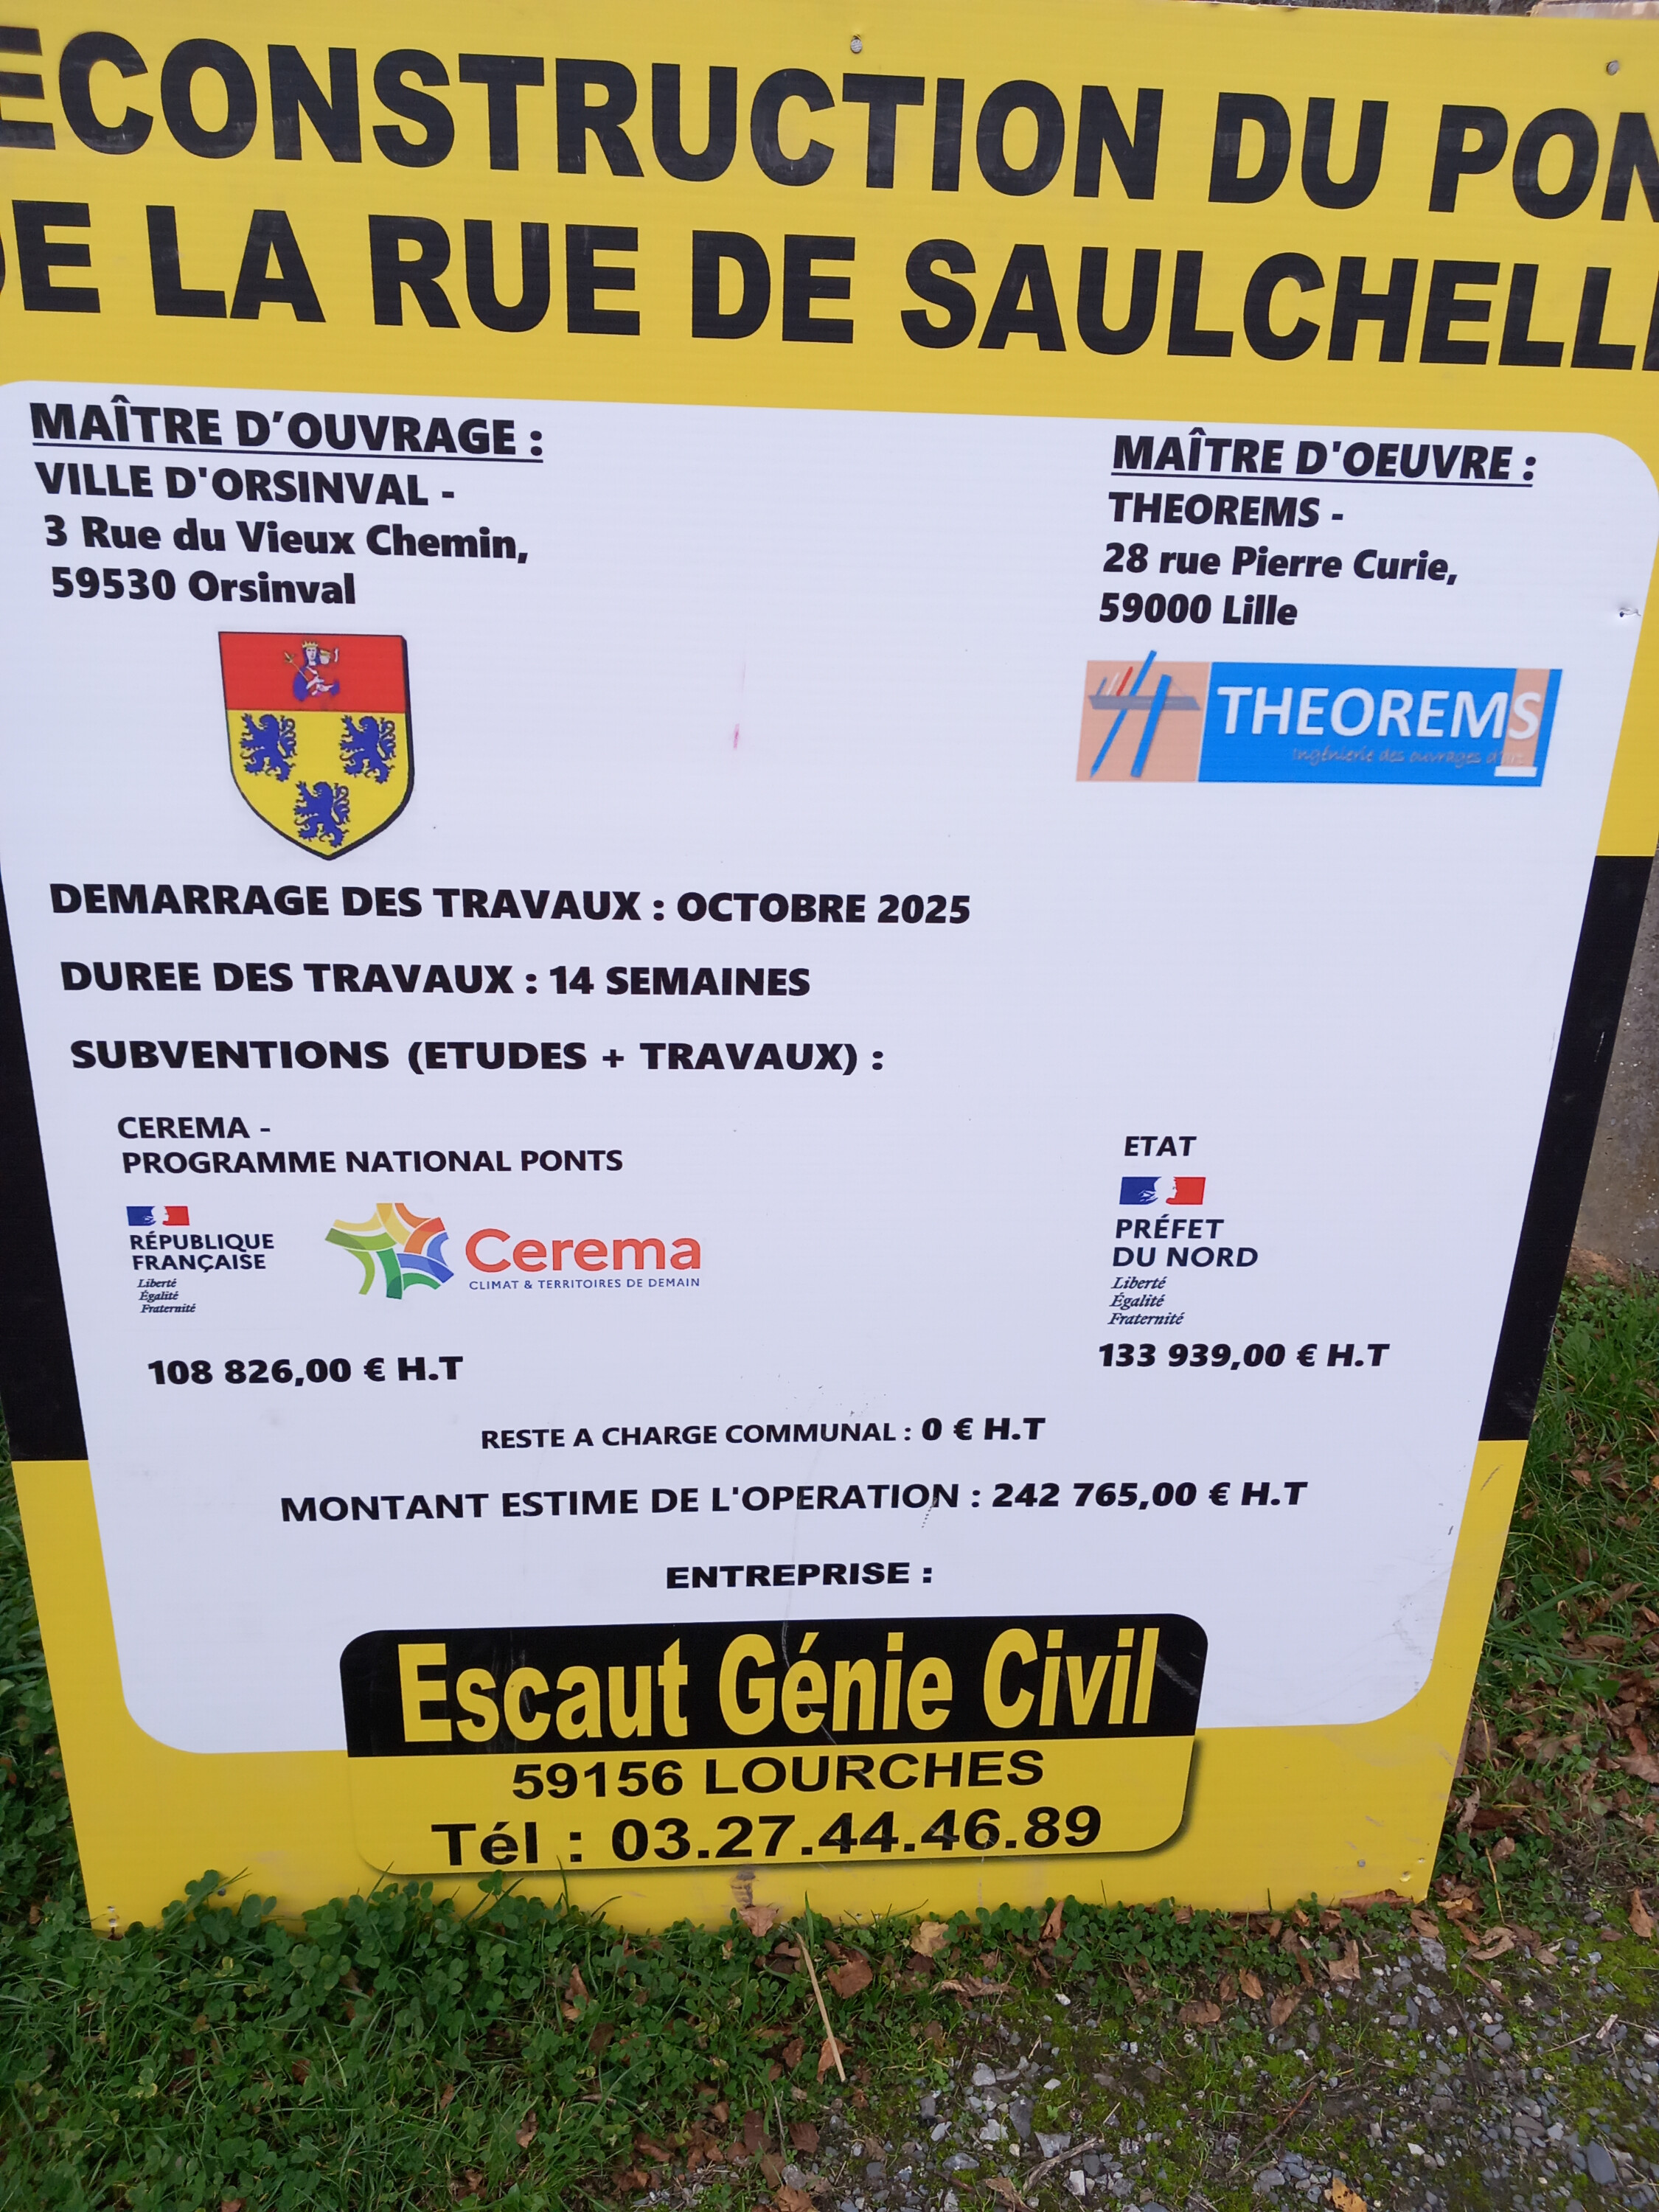 ECONSTRUCTION DU PON
DE LA RUE DE SAULCHELL
MAÎTRE D'OUVRAGE :
VILLE D'ORSINVAL -
3 Rue du Vieux Chemin,
59530 Orsinval
MAÎTRE D'OEUVRE :
THEOREMS -
28 rue Pierre Curie,
59000 Lille
THEOREMS
Ingénierie des ouvrages d'art
DEMARRAGE DES TRAVAUX : OCTOBRE 2025
DUREE DES TRAVAUX : 14 SEMAINES
SUBVENTIONS (ETUDES + TRAVAUX) :
CEREMA -
PROGRAMME NATIONAL PONTS
RÉPUBLIQUE
FRANÇAISE
Liberté
Égalité
Fraternité
Cerema
CLIMAT & TERRITOIRES DE DEMAIN
108 826,00 € H.T
ETAT
PRÉFET
DU NORD
Liberté
Égalité
Fraternité
133 939,00 € H.T
RESTE A CHARGE COMMUNAL : 0 € H.T
MONTANT ESTIME DE L'OPERATION : 242 765,00 € H.T
ENTREPRISE :
Escaut Génie Civil
59156 LOURCHES
Tél : 03.27.44.46.89